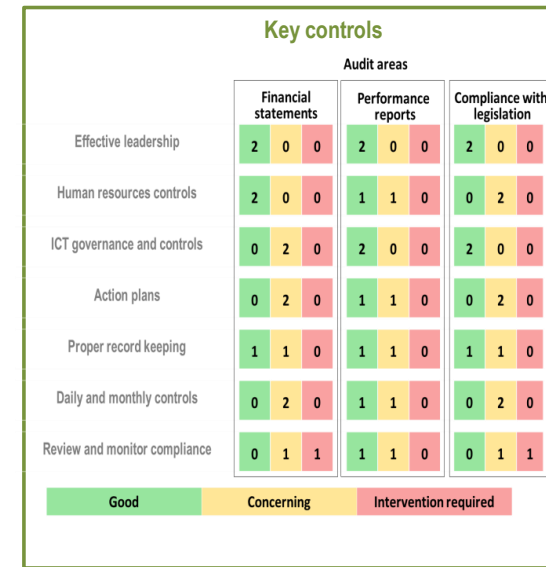 Key controls
Audit areas
Financial statements
Performance reports
Compliance with legislation
Effective leadership 2 0 0 2 0 0 2 0 0
Human resources controls 2 0 0 1 1 0 0 2 0
ICT governance and controls 0 2 0 2 0 0 2 0 0
Action plans 0 2 0 1 1 0 0 2 0
Proper record keeping 1 1 0 1 1 0 1 1 0
Daily and monthly controls 0 2 0 1 1 0 0 2 0
Review and monitor compliance 0 1 1 1 1 0 0 1 1
Good Concerning Intervention required